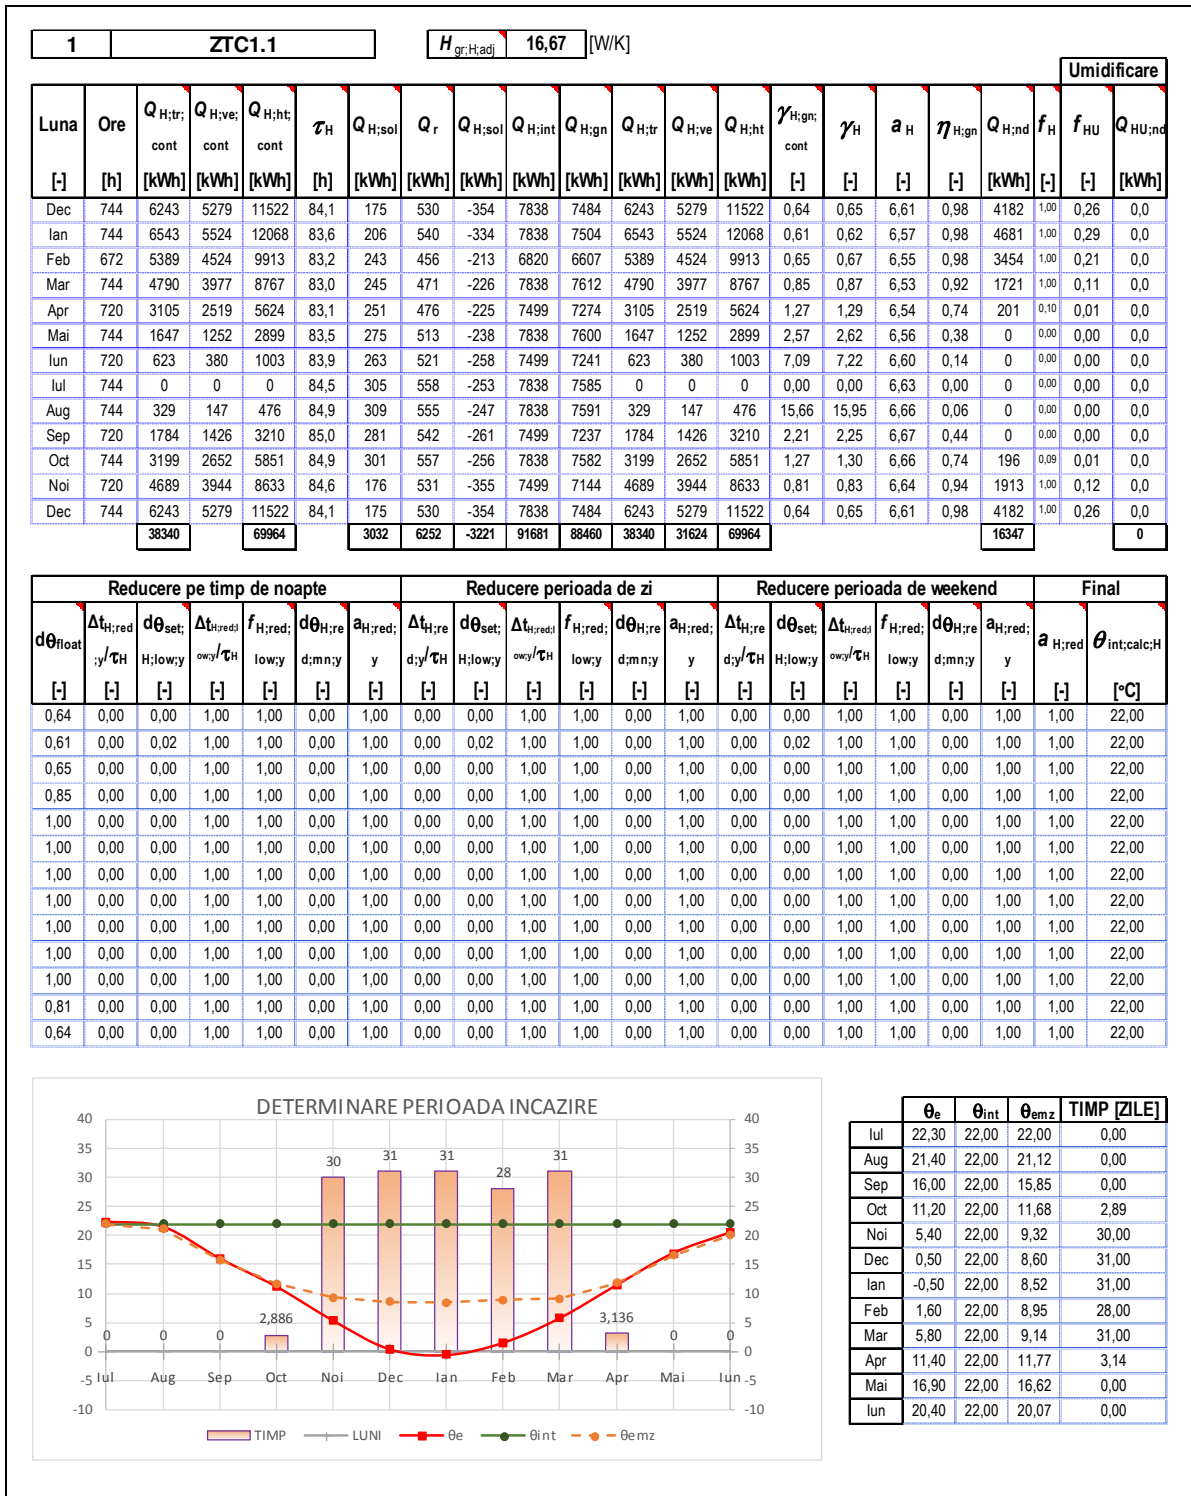 1 ZTC1.1 H gr;H;adj 16,67 [W/K]
Umidificare
Luna Ore Q H;tr; cont Q H;ve; cont Q H;ht; cont τ H Q H;sol Q r Q H;sol Q H;int Q H;gn Q H;tr Q H;ve Q H;ht γ H;gn; cont γ H a H η H;gn Q H;nd f H f HU Q HU;nd
[-] [h] [kWh] [kWh] [kWh] [h] [kWh] [kWh] [kWh] [kWh] [kWh] [kWh] [kWh] [kWh] [-] [-] [-] [-] [kWh] [-] [-] [kWh]
Dec 744 6243 5279 11522 84,1 175 530 -354 7838 7484 6243 5279 11522 0,64 0,65 6,61 0,98 4182 1,00 0,26 0,0
Ian 744 6543 5524 12068 83,6 206 540 -334 7838 7504 6543 5524 12068 0,61 0,62 6,57 0,98 4681 1,00 0,29 0,0
Feb 672 5389 4524 9913 83,2 243 456 -213 6820 6607 5389 4524 9913 0,65 0,67 6,55 0,98 3454 1,00 0,21 0,0
Mar 744 4790 3977 8767 83,0 245 471 -226 7838 7612 4790 3977 8767 0,85 0,87 6,53 0,92 1721 1,00 0,11 0,0
Apr 720 3105 2519 5624 83,1 251 476 -225 7499 7274 3105 2519 5624 1,27 1,29 6,54 0,74 201 0,10 0,01 0,0
Mai 744 1647 1252 2899 83,5 275 513 -238 7838 7600 1647 1252 2899 2,57 2,62 6,56 0,38 0 0,00 0,00 0,0
Iun 720 623 380 1003 83,9 263 521 -258 7499 7241 623 380 1003 7,09 7,22 6,60 0,14 0 0,00 0,00 0,0
Iul 744 0 0 0 84,5 305 558 -253 7838 7585 0 0 0 0,00 0,00 6,63 0,00 0 0,00 0,00 0,0
Aug 744 329 147 476 84,9 309 555 -247 7838 7591 329 147 476 15,66 15,95 6,66 0,06 0 0,00 0,00 0,0
Sep 720 1784 1426 3210 85,0 281 542 -261 7499 7237 1784 1426 3210 2,21 2,25 6,67 0,44 0 0,00 0,00 0,0
Oct 744 3199 2652 5851 84,9 301 557 -256 7838 7582 3199 2652 5851 1,27 1,30 6,66 0,74 196 0,09 0,01 0,0
Noi 720 4689 3944 8633 84,6 176 531 -355 7499 7144 4689 3944 8633 0,81 0,83 6,64 0,94 1913 1,00 0,12 0,0
Dec 744 6243 5279 11522 84,1 175 530 -354 7838 7484 6243 5279 11522 0,64 0,65 6,61 0,98 4182 1,00 0,26 0,0
38340 69964 3032 6252 -3221 91681 88460 38340 31624 69964 16347 0
Reducere pe timp de noapte Reducere perioada de zi Reducere perioada de weekend Final
dθfloat Δt H;red ;y/τH dθset; H;low;y Δt H;red;l ow;y/τH f H;red; low;y dθH;re d;mn;y a H;red; y Δt H;re d;y/τH dθset; H;low;y Δt H;red;l ow;y/τH f H;red; low;y dθH;re d;mn;y a H;red; y Δt H;re d;y/τH dθset; H;low;y Δt H;red;l ow;y/τH f H;red; low;y dθH;re d;mn;y a H;red; y a H;red θ int;calc;H
[-] [-] [-] [-] [-] [-] [-] [-] [-] [-] [-] [-] [-] [-] [-] [-] [-] [-] [-] [-] [°C]
0,64 0,00 0,00 1,00 1,00 0,00 1,00 0,00 0,00 1,00 1,00 0,00 1,00 0,00 0,00 1,00 1,00 0,00 1,00 1,00 22,00
0,61 0,00 0,02 1,00 1,00 0,00 1,00 0,00 0,02 1,00 1,00 0,00 1,00 0,00 0,02 1,00 1,00 0,00 1,00 1,00 22,00
0,65 0,00 0,00 1,00 1,00 0,00 1,00 0,00 0,00 1,00 1,00 0,00 1,00 0,00 0,00 1,00 1,00 0,00 1,00 1,00 22,00
0,85 0,00 0,00 1,00 1,00 0,00 1,00 0,00 0,00 1,00 1,00 0,00 1,00 0,00 0,00 1,00 1,00 0,00 1,00 1,00 22,00
1,00 0,00 0,00 1,00 1,00 0,00 1,00 0,00 0,00 1,00 1,00 0,00 1,00 0,00 0,00 1,00 1,00 0,00 1,00 1,00 22,00
1,00 0,00 0,00 1,00 1,00 0,00 1,00 0,00 0,00 1,00 1,00 0,00 1,00 0,00 0,00 1,00 1,00 0,00 1,00 1,00 22,00
1,00 0,00 0,00 1,00 1,00 0,00 1,00 0,00 0,00 1,00 1,00 0,00 1,00 0,00 0,00 1,00 1,00 0,00 1,00 1,00 22,00
1,00 0,00 0,00 1,00 1,00 0,00 1,00 0,00 0,00 1,00 1,00 0,00 1,00 0,00 0,00 1,00 1,00 0,00 1,00 1,00 22,00
1,00 0,00 0,00 1,00 1,00 0,00 1,00 0,00 0,00 1,00 1,00 0,00 1,00 0,00 0,00 1,00 1,00 0,00 1,00 1,00 22,00
1,00 0,00 0,00 1,00 1,00 0,00 1,00 0,00 0,00 1,00 1,00 0,00 1,00 0,00 0,00 1,00 1,00 0,00 1,00 1,00 22,00
1,00 0,00 0,00 1,00 1,00 0,00 1,00 0,00 0,00 1,00 1,00 0,00 1,00 0,00 0,00 1,00 1,00 0,00 1,00 1,00 22,00
0,81 0,00 0,00 1,00 1,00 0,00 1,00 0,00 0,00 1,00 1,00 0,00 1,00 0,00 0,00 1,00 1,00 0,00 1,00 1,00 22,00
0,64 0,00 0,00 1,00 1,00 0,00 1,00 0,00 0,00 1,00 1,00 0,00 1,00 0,00 0,00 1,00 1,00 0,00 1,00 1,00 22,00
DETERMINARE PERIOADA INCAZIRE
40 40
35 31 31 31 35
30 30 28 30
25 25
20 20
15 15
10 10
5 0 0 0 2,886 3,136 0 0 5
0 0
-5 Iul Aug Sep Oct Noi Dec Ian Feb Mar Apr Mai Iun -5
-10 -10
TIMP LUNI θe θint θemz
θe θint θemz TIMP [ZILE]
Iul 22,30 22,00 22,00 0,00
Aug 21,40 22,00 21,12 0,00
Sep 16,00 22,00 15,85 0,00
Oct 11,20 22,00 11,68 2,89
Noi 5,40 22,00 9,32 30,00
Dec 0,50 22,00 8,60 31,00
Ian -0,50 22,00 8,52 31,00
Feb 1,60 22,00 8,95 28,00
Mar 5,80 22,00 9,14 31,00
Apr 11,40 22,00 11,77 3,14
Mai 16,90 22,00 16,62 0,00
Iun 20,40 22,00 20,07 0,00